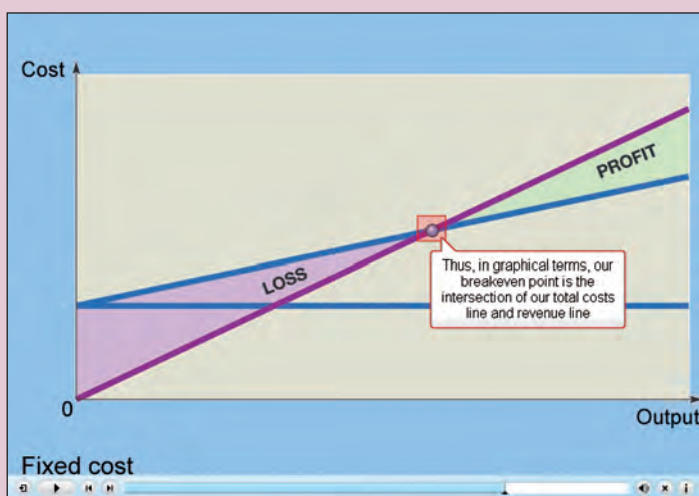 Cost
PROFIT
LOSS
Thus, in graphical terms, our
breakeven point is the
intersection of our total costs
line and revenue line
0
Output
Fixed cost